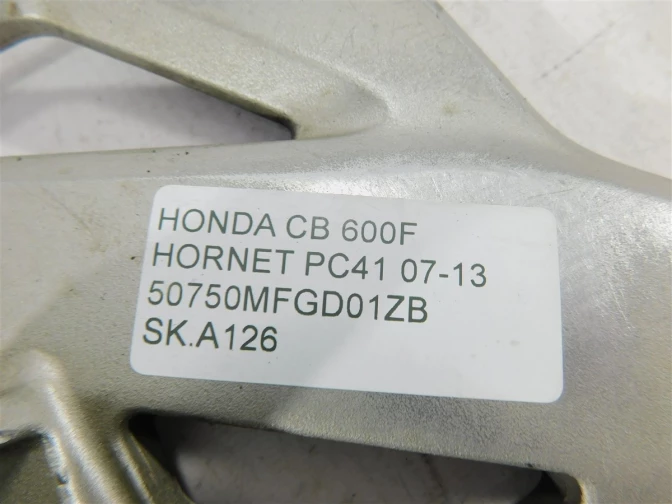 HONDA CB 600F
HORNET PC41 07-13
50750MFGD01ZB
SK.A126